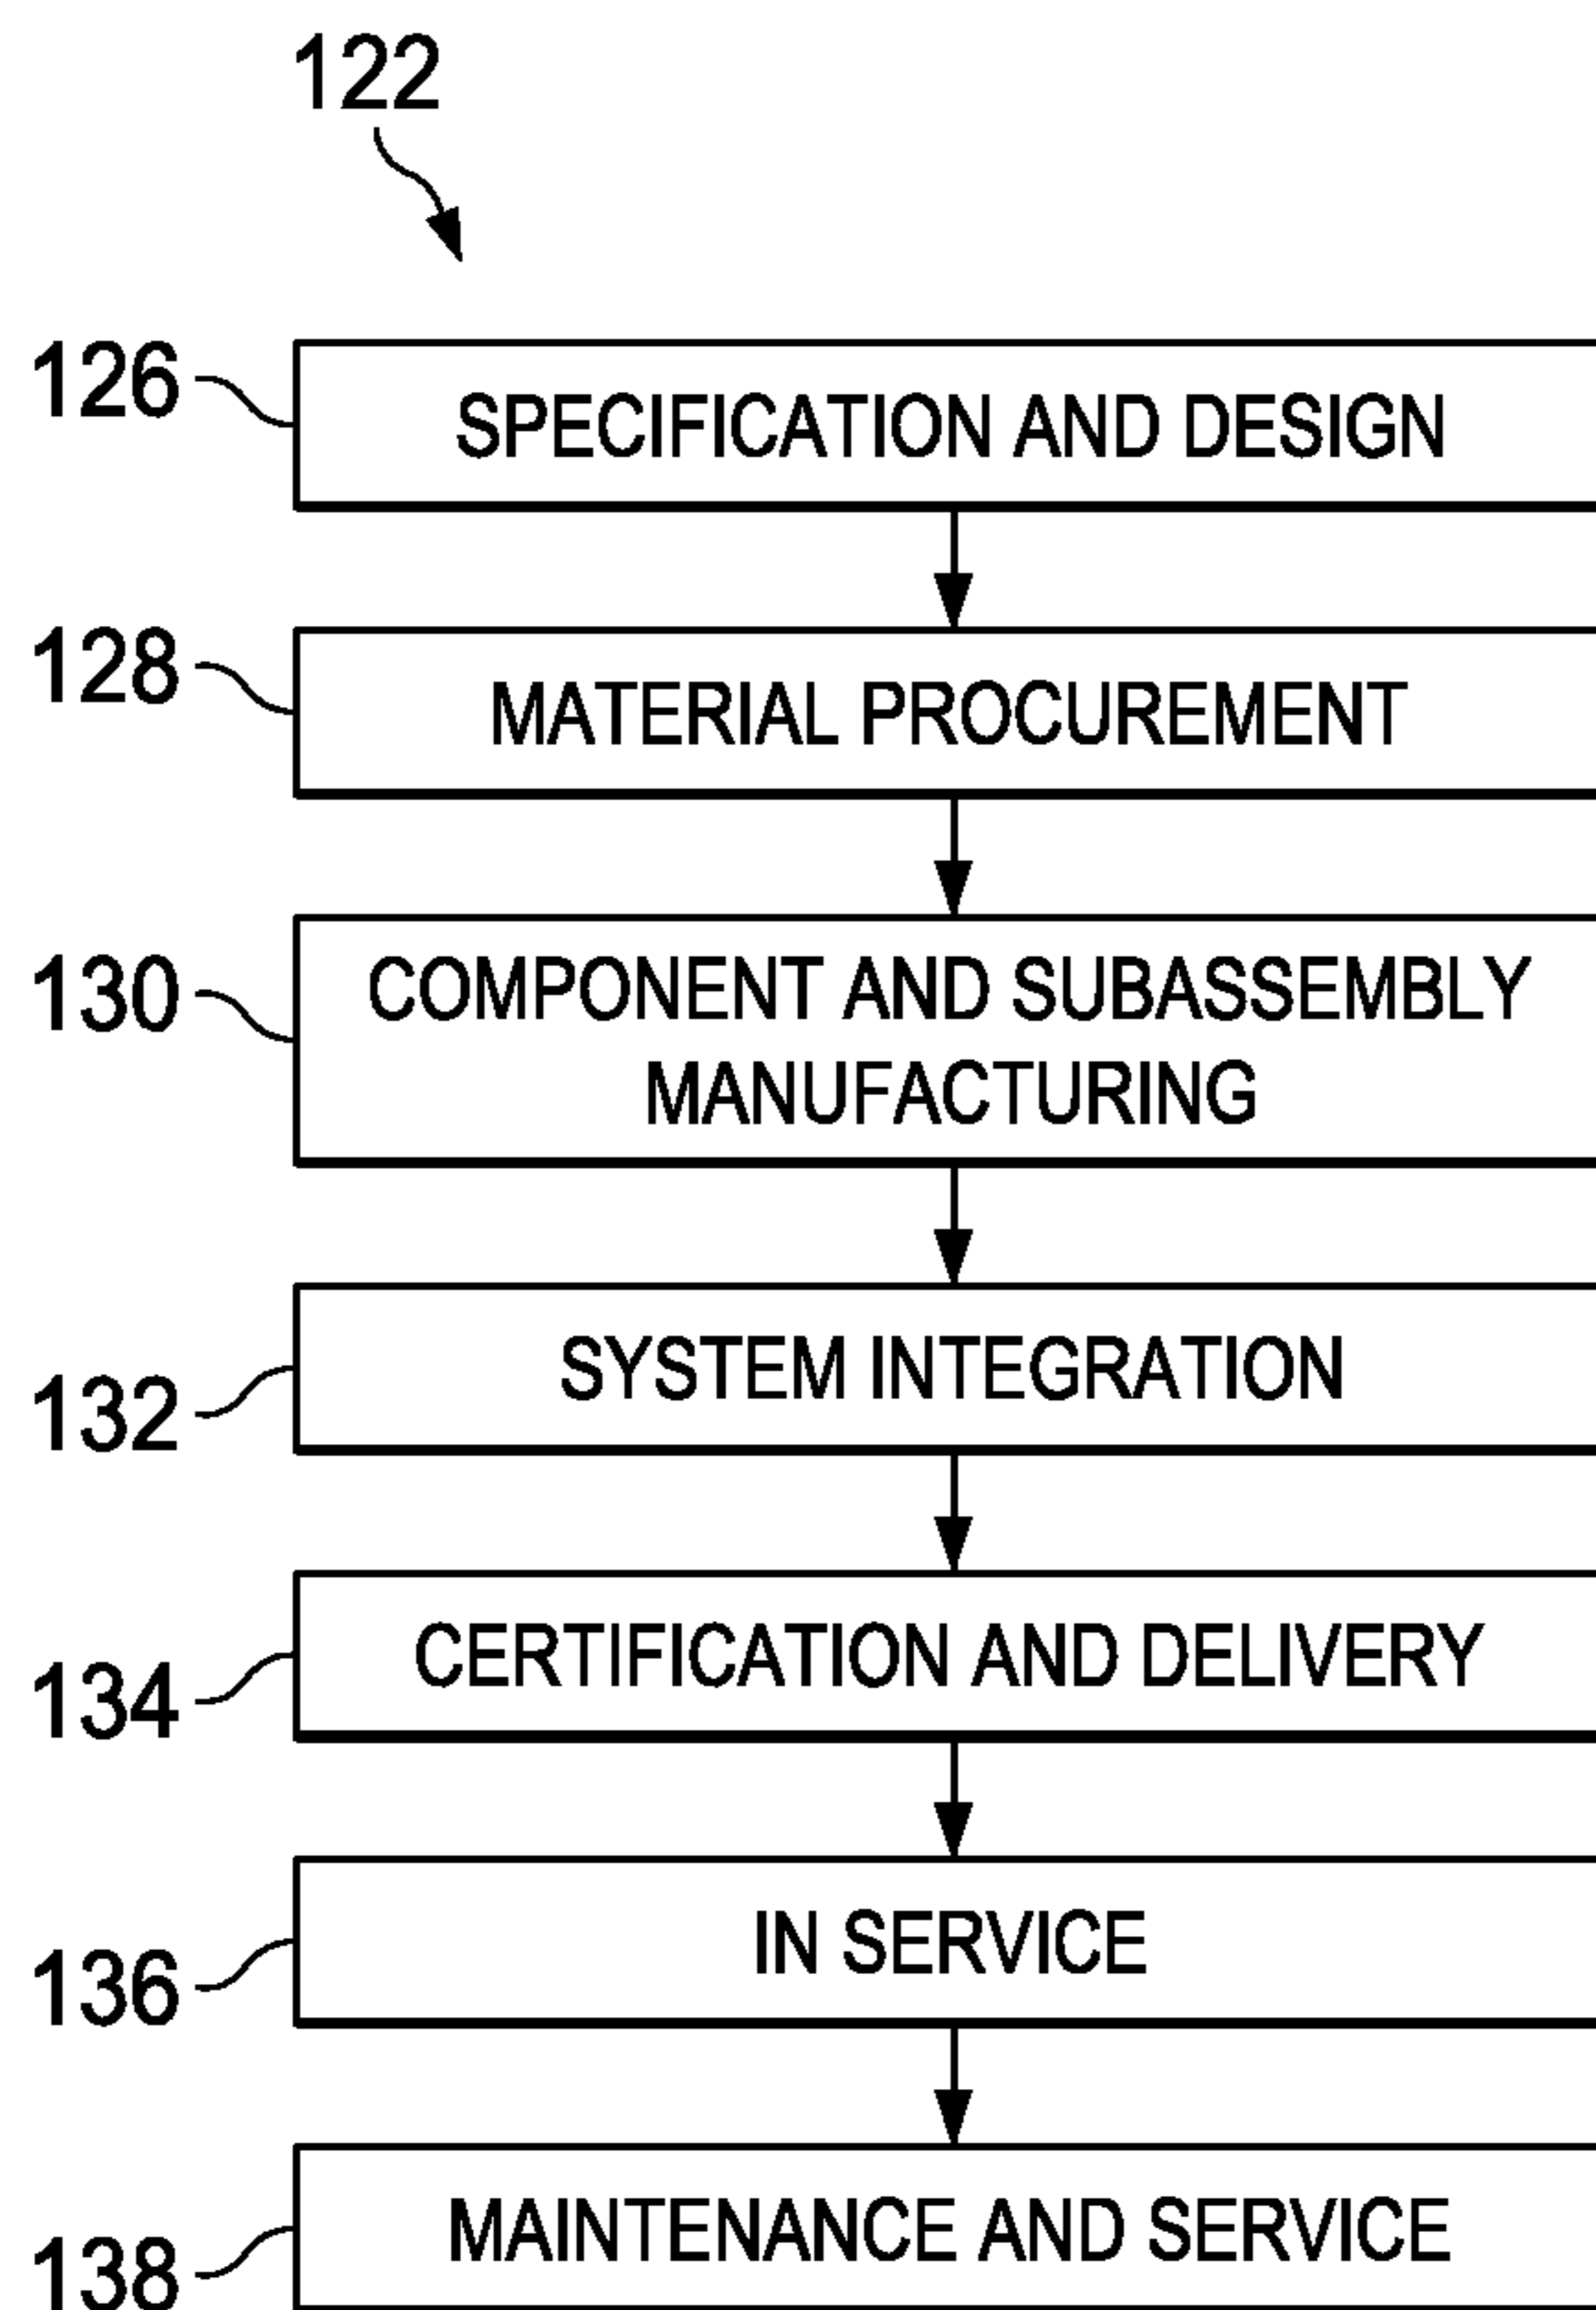 122
126
SPECIFICATION AND DESIGN
128
MATERIAL PROCUREMENT
130
COMPONENT AND SUBASSEMBLY
MANUFACTURING
132
SYSTEM INTEGRATION
134
CERTIFICATION AND DELIVERY
136
IN SERVICE
138
MAINTENANCE AND SERVICE